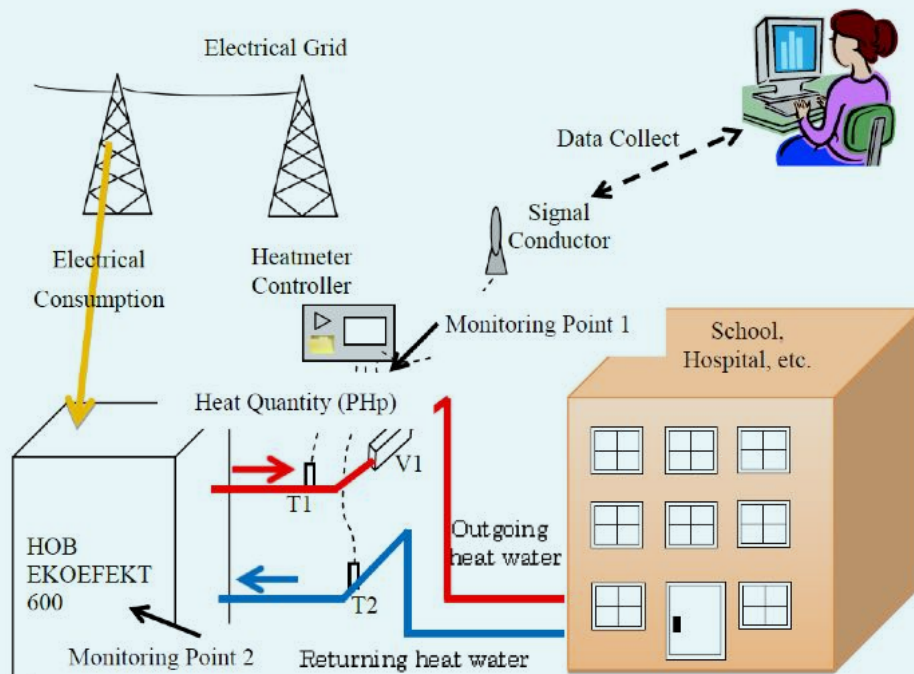 Electrical Grid
Data Collect
Signal
Conductor
Electrical
Consumption
Heatmeter
Controller
Monitoring Point 1
School,
Hospital, etc.
Heat Quantity (PHp)
V1
T1
Outgoing
heat water
HOB
EKOEFEKT
600
T2
Monitoring Point 2
Returning heat water